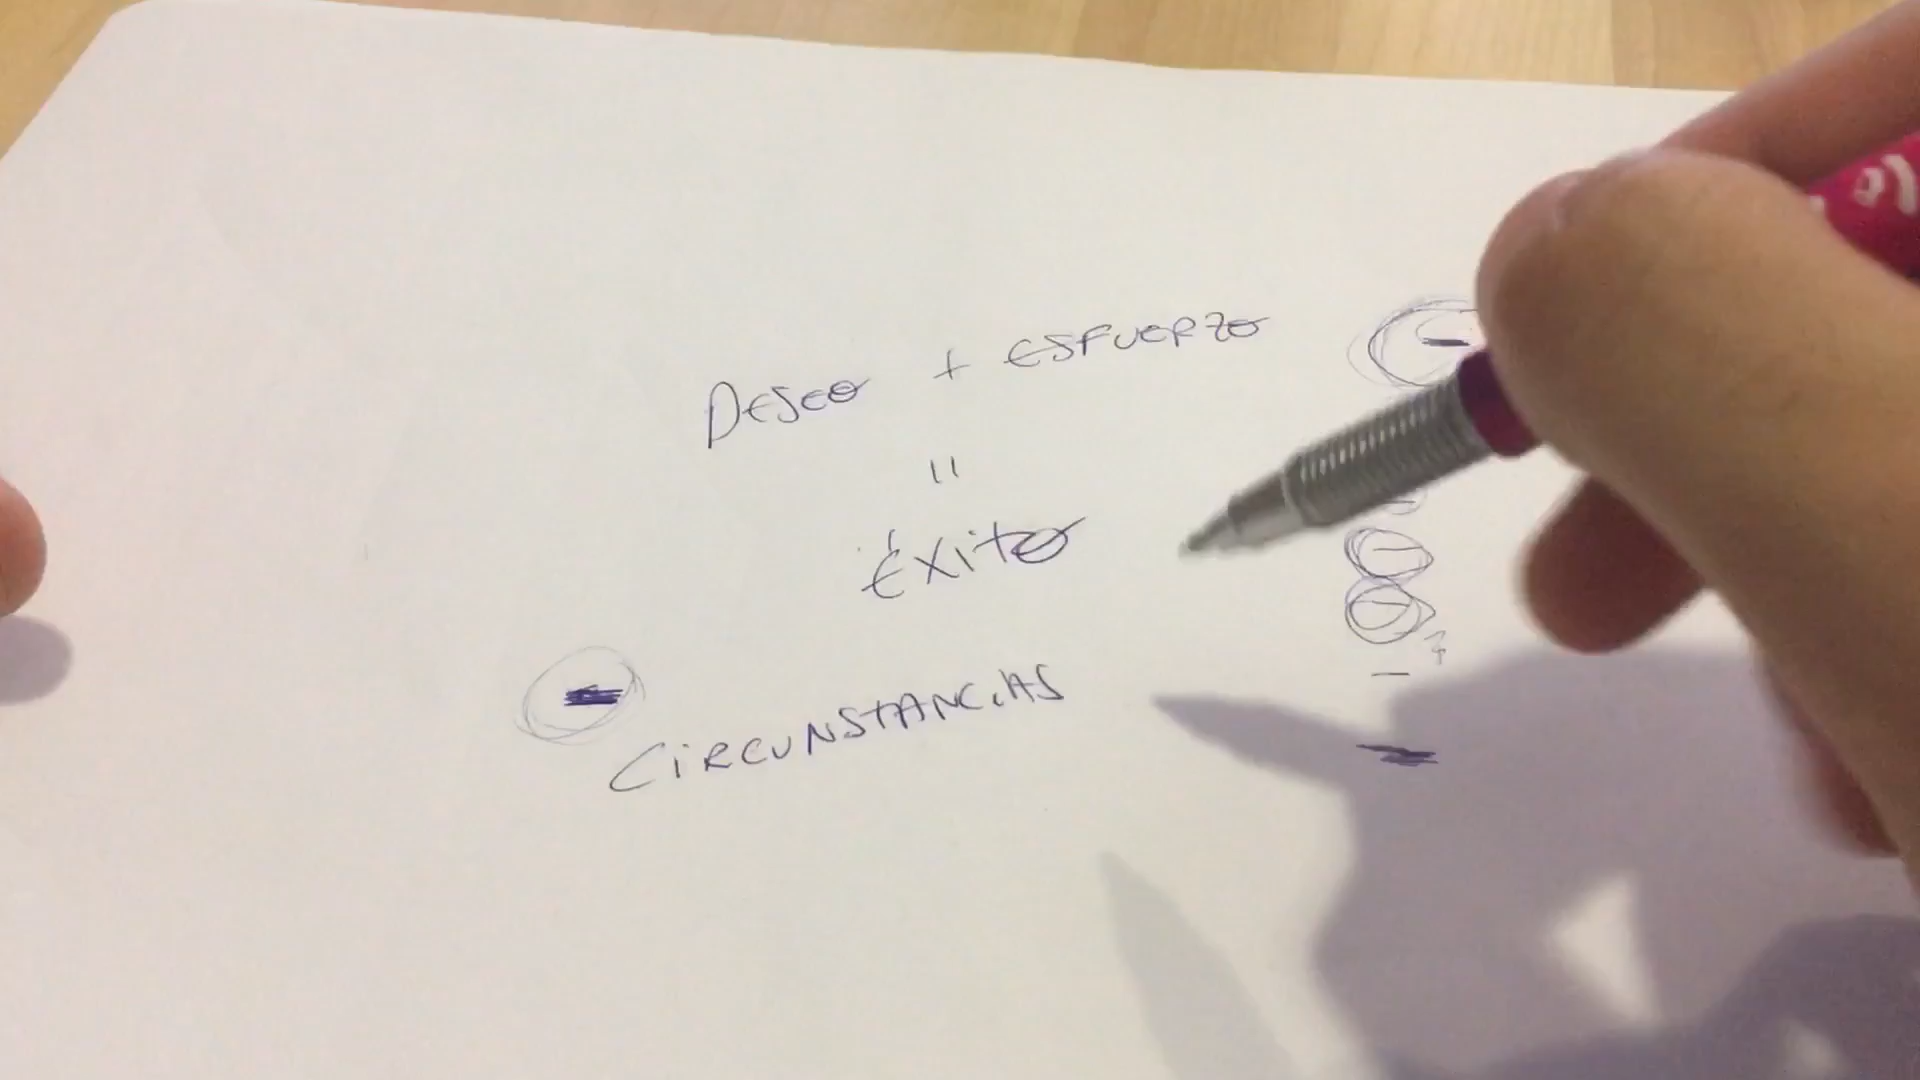 Deseo + esfuerzo
=
éxito
-
circunstancias